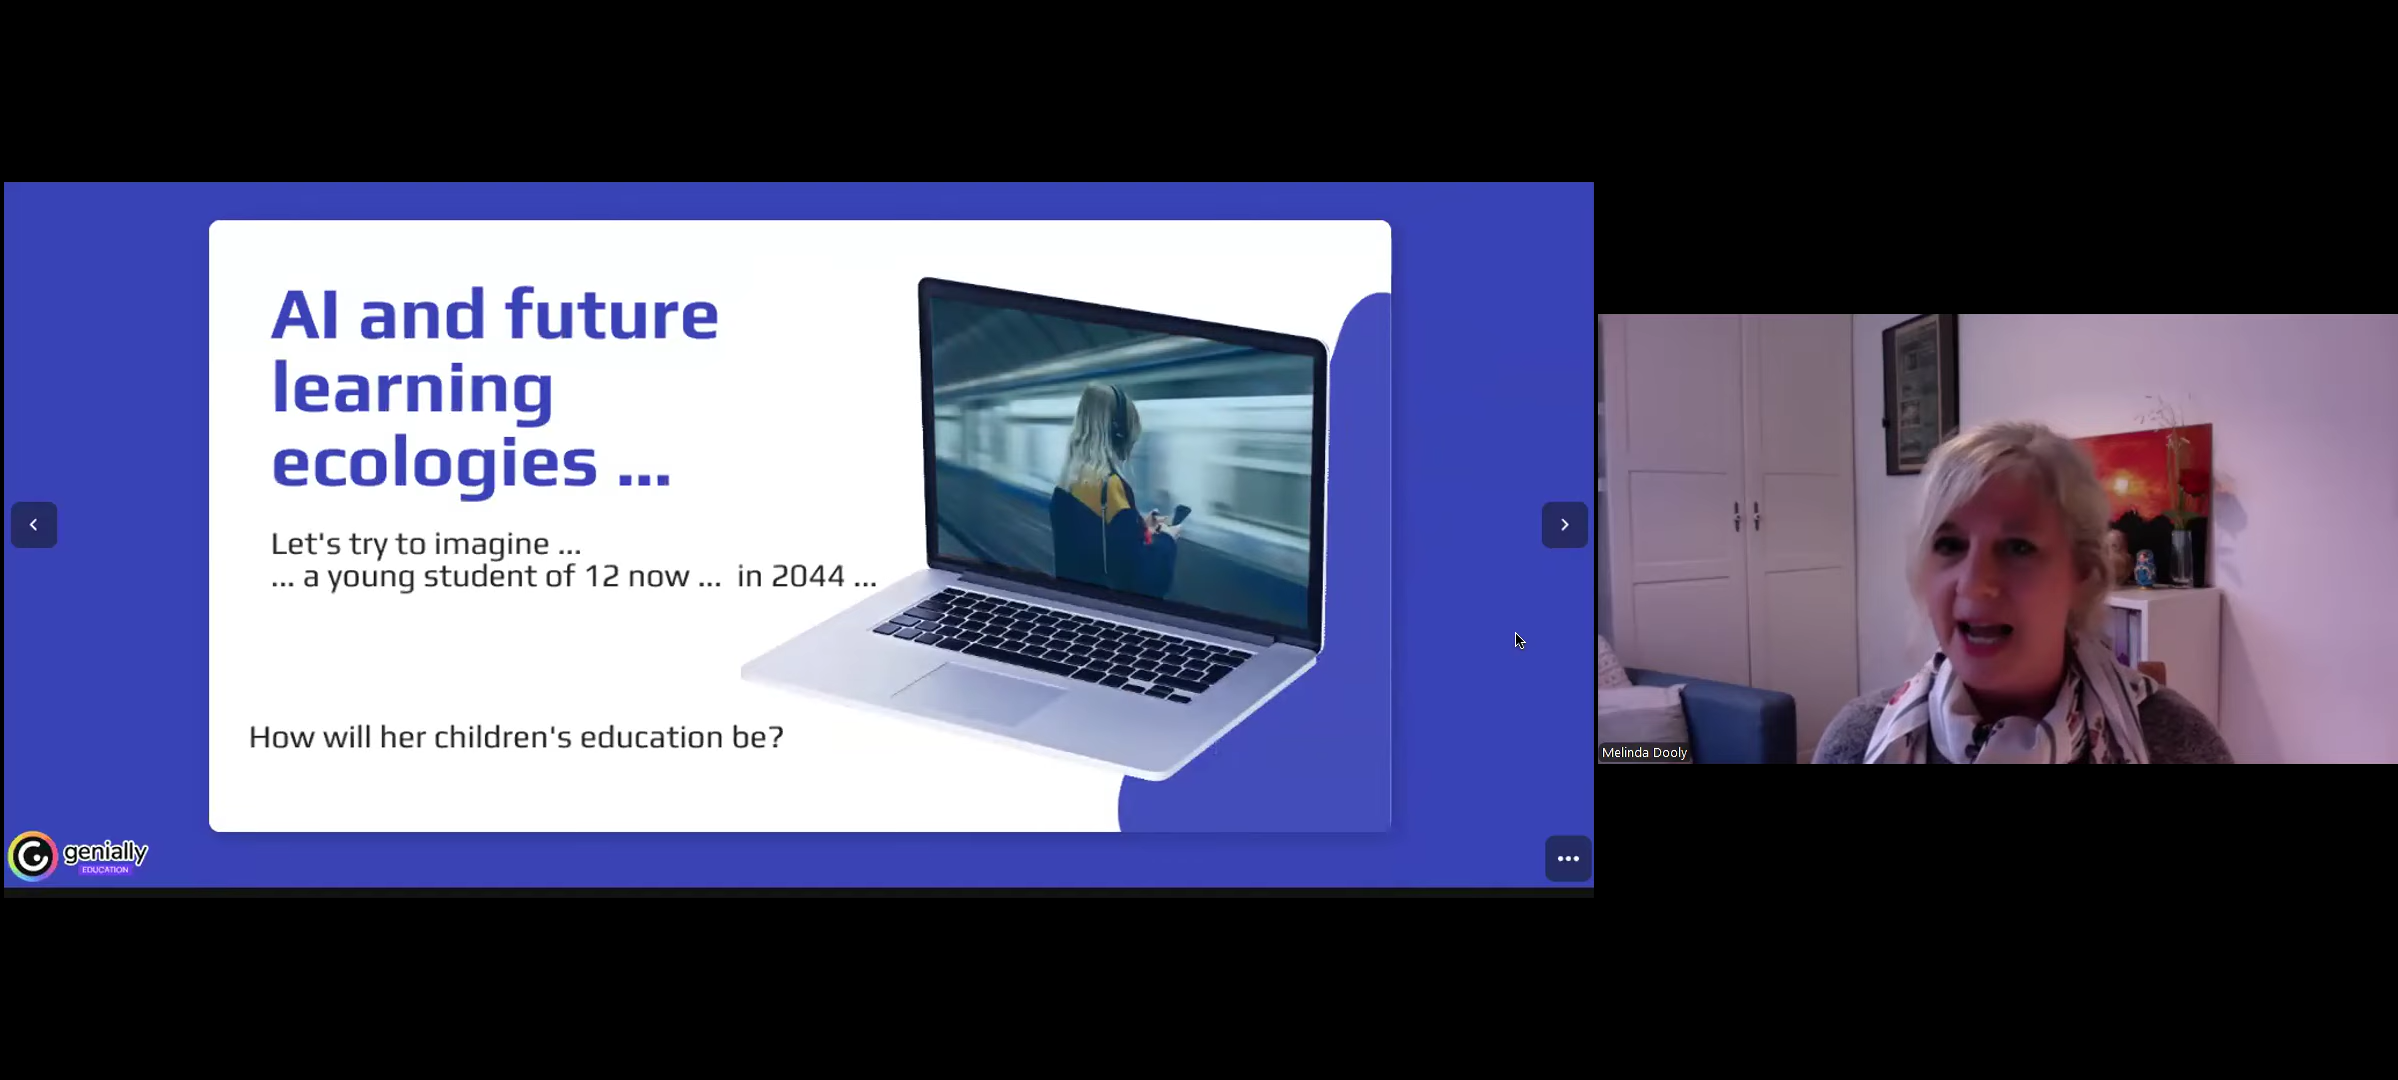 AI and future
learning
ecologies ...
Let's try to imagine ...
... a young student of 12 now ... in 2044 ...
How will her children's education be?
genially
EDUCATION
Melinda Dooly